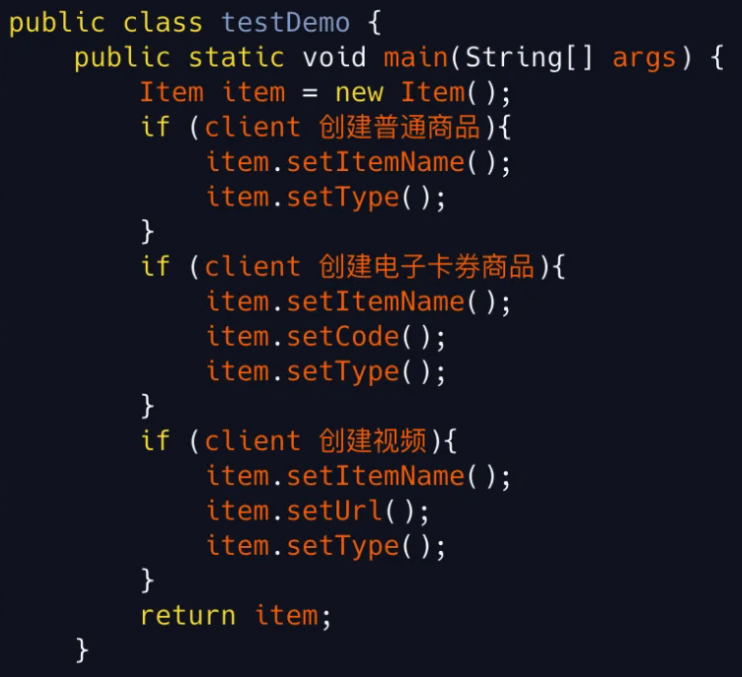 public class testDemo {
    public static void main(String[] args) {
        Item item = new Item();
        if (client 创建普通商品){
            item.setItemName();
            item.setType();
        }
        if (client 创建电子卡券商品){
            item.setItemName();
            item.setCode();
            item.setType();
        }
        if (client 创建视频){
            item.setItemName();
            item.setUrl();
            item.setType();
        }
        return item;
    }